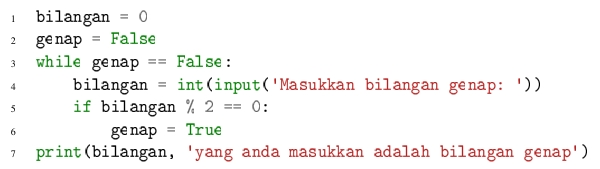 1 bilangan = 0
2 genap = False
3 while genap == False:
4     bilangan = int(input('Masukkan bilangan genap: '))
5     if bilangan % 2 == 0:
6         genap = True
7 print(bilangan, 'yang anda masukkan adalah bilangan genap')